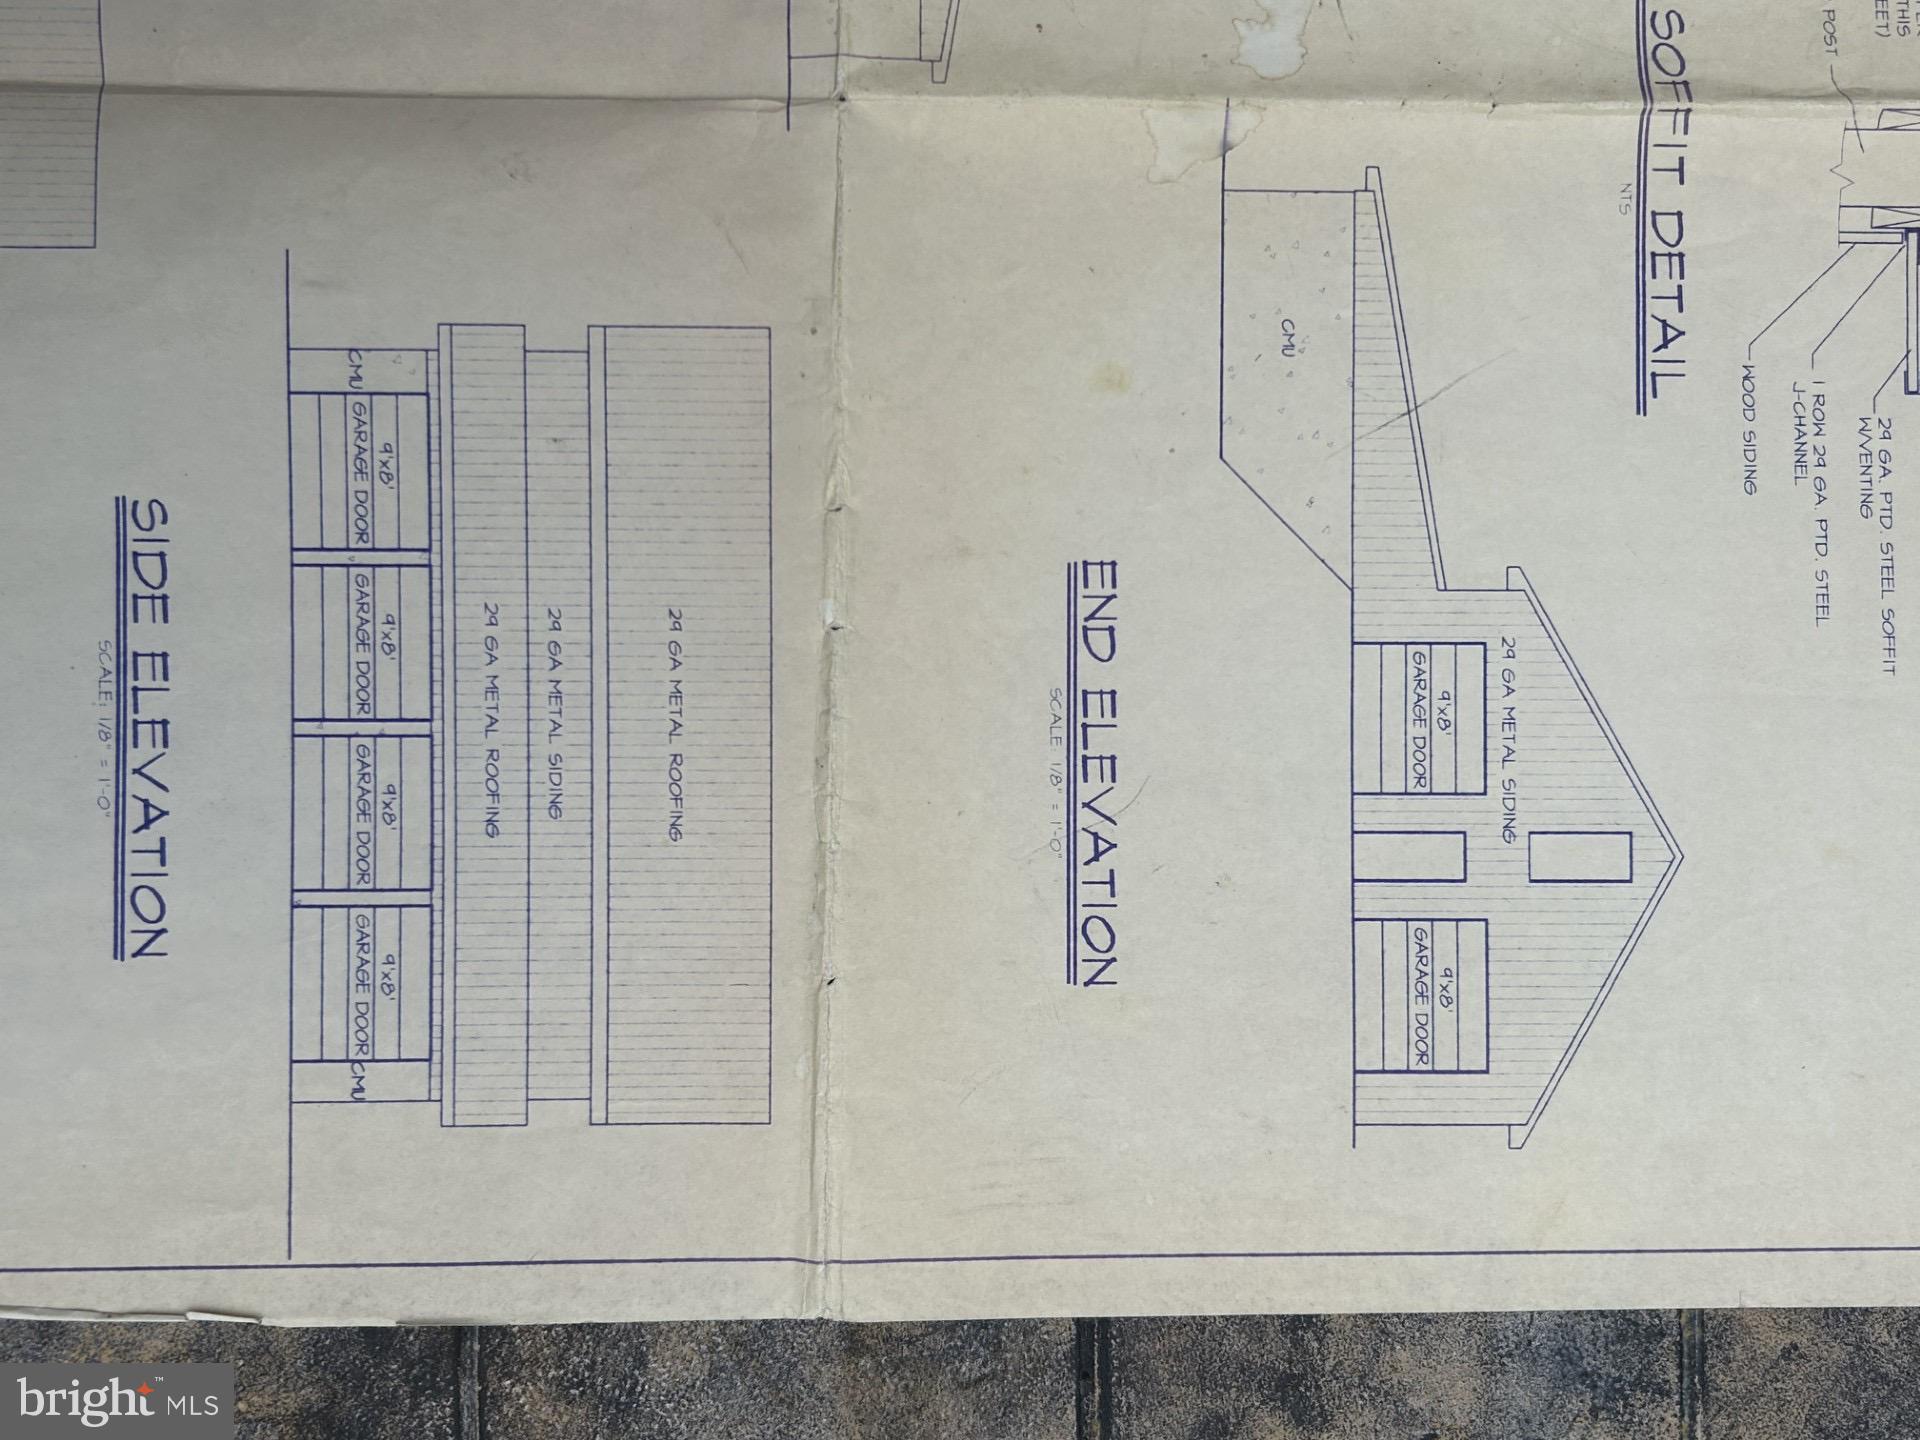 THIS
POST
SOFFIT DETAIL
NTS
29 GA. PTD. STEEL SOFFIT
W/VENTING
1 ROW 29 GA. PTD. STEEL
J-CHANNEL
WOOD SIDING
CMU
29 GA METAL SIDING
9'x8'
GARAGE DOOR
9'x8'
GARAGE DOOR
END ELEVATION
SCALE: 1/8" = 1'-0"
29 GA METAL ROOFING
29 GA METAL SIDING
29 GA METAL ROOFING
CMU
9'x8'
GARAGE DOOR
9'x8'
GARAGE DOOR
9'x8'
GARAGE DOOR
9'x8'
GARAGE DOOR
CMU
SIDE ELEVATION
SCALE: 1/8" = 1'-0"
bright™ MLS